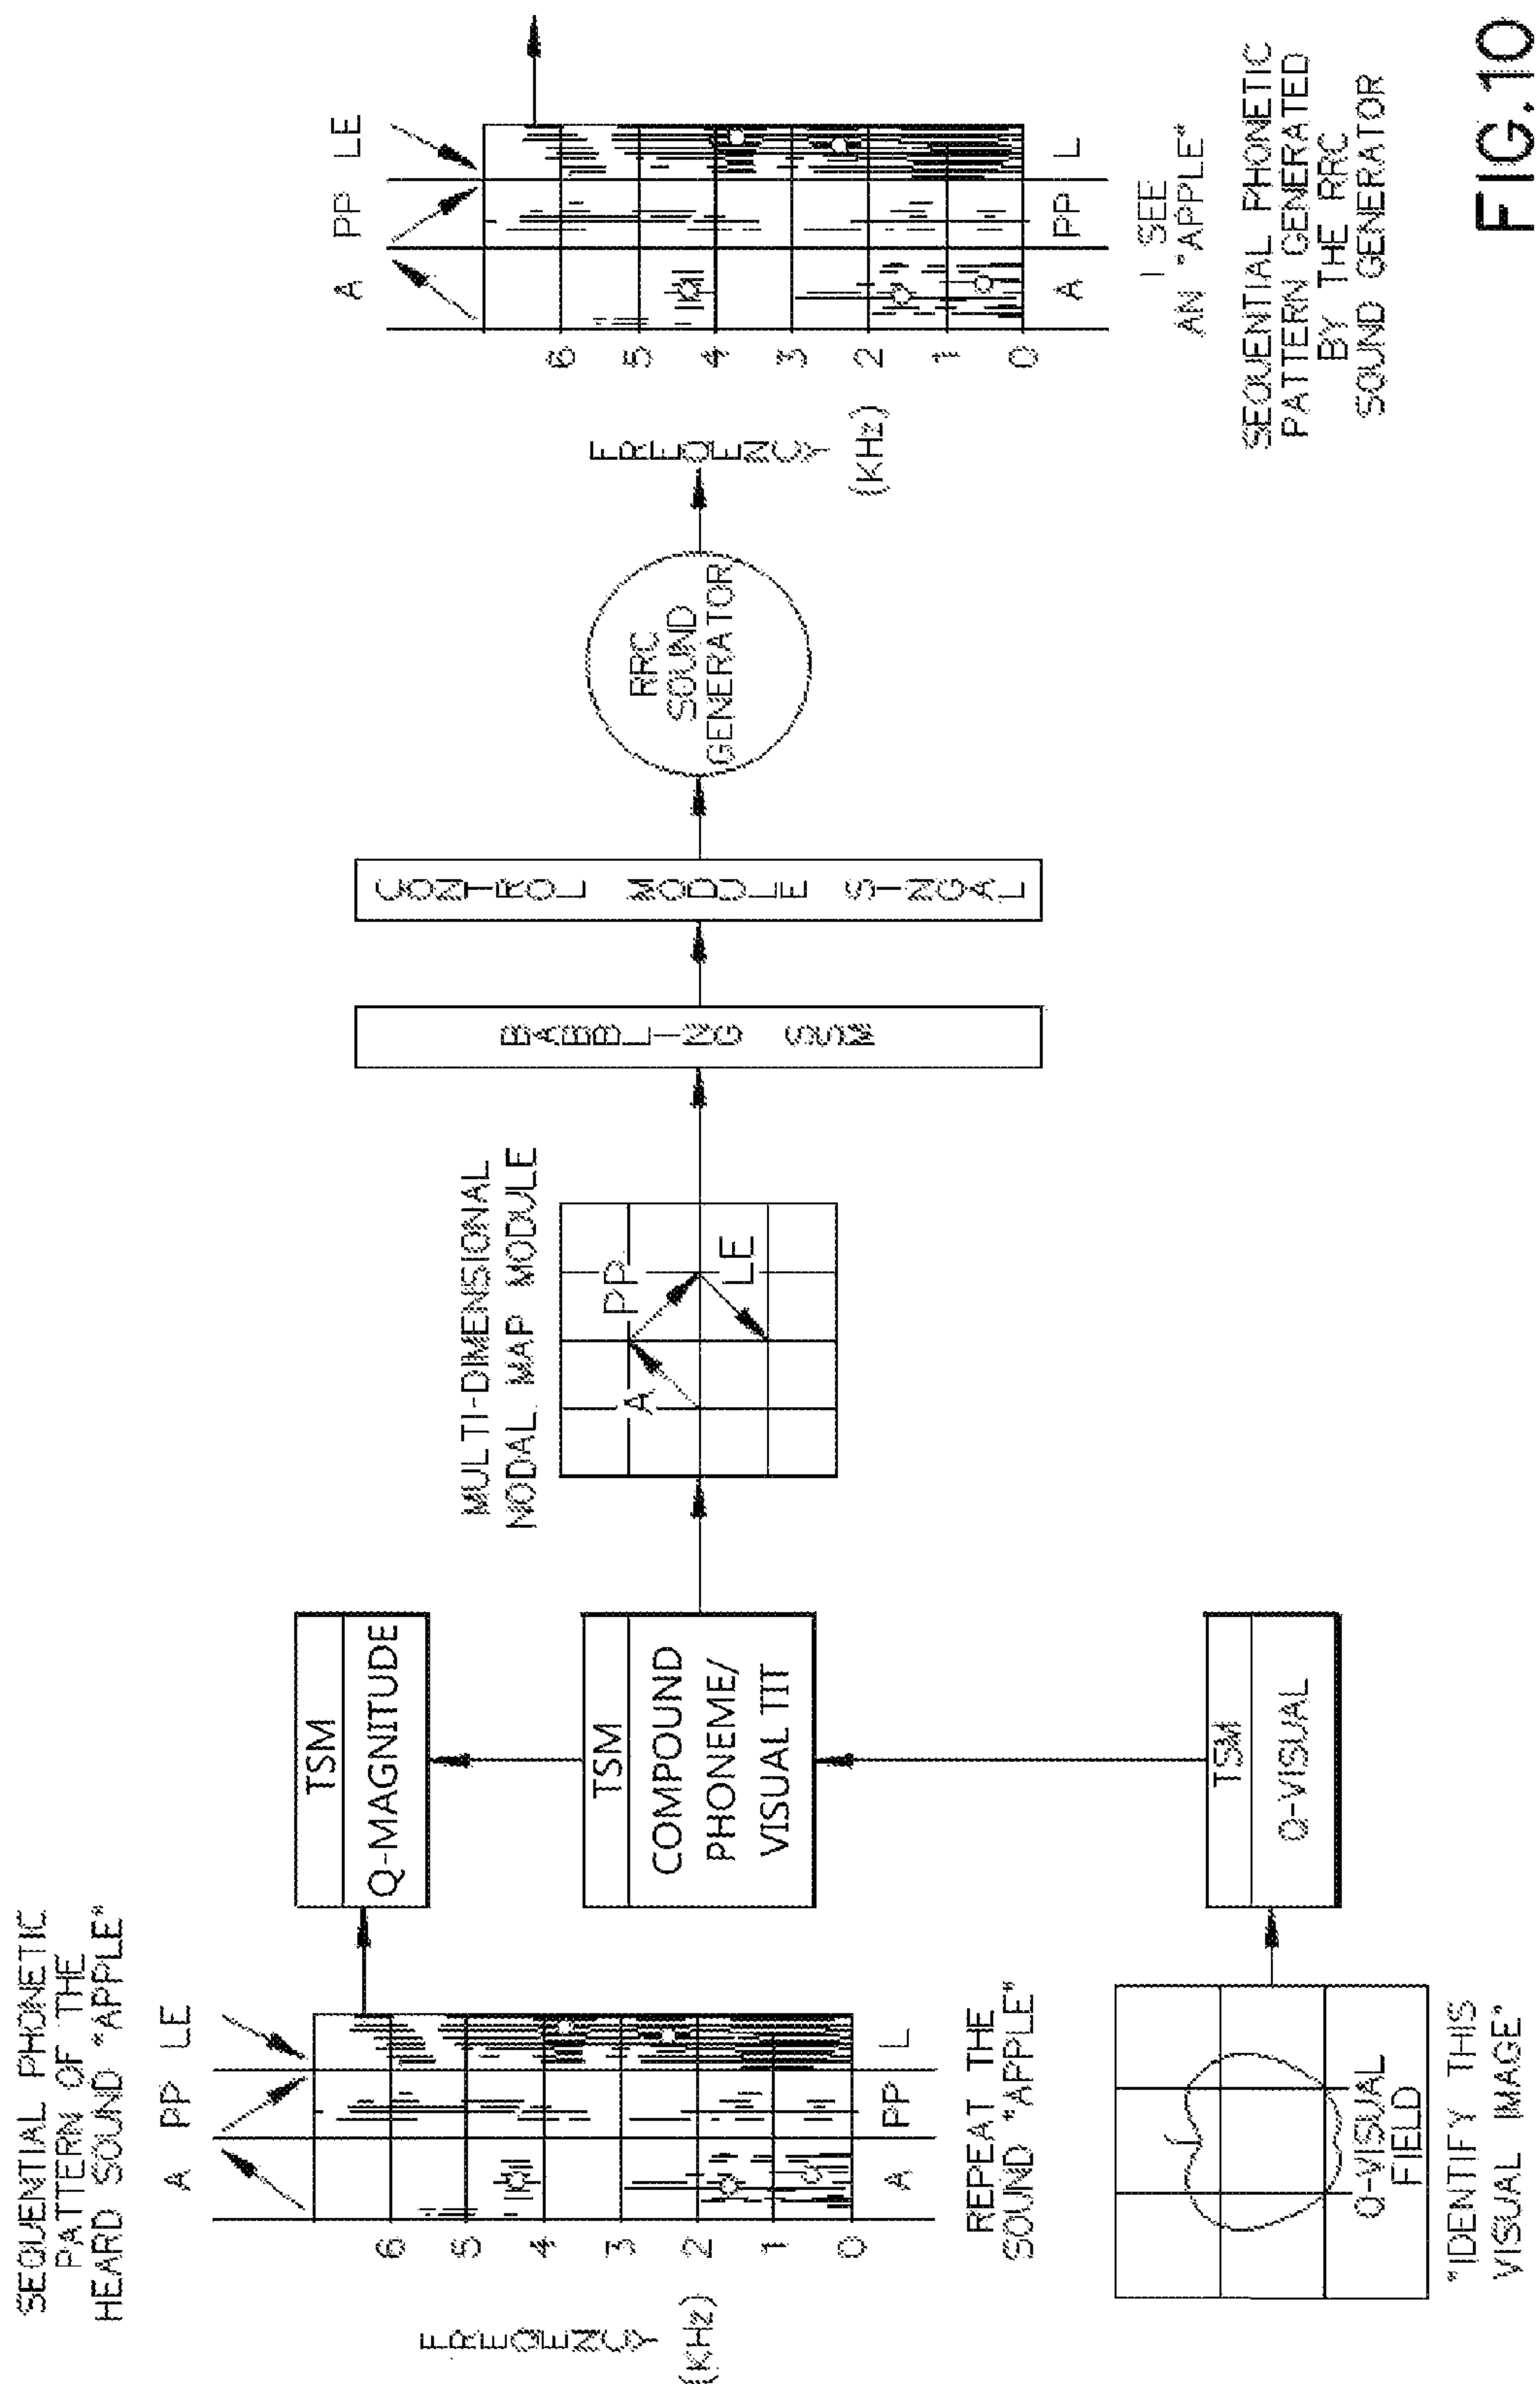 SEQUENTIAL PHONETIC
PATTERN OF THE
HEARD SOUND "APPLE"
A PP LE
FREQENCY
(KHz)
6
5
4
3
2
1
0
A PP L
REPEAT THE
SOUND "APPLE"
Q-VISUAL
FIELD
"IDENTIFY THIS
VISUAL IMAGE"
TSM
Q-MAGNITUDE
TSM
COMPOUND
PHONEME/
VISUAL TIT
TSM
Q-VISUAL
MULTI-DIMENSIONAL
NODAL MAP MODULE
A PP
LE
BABBLING SSM
CONTROL MODULE SINGAL
RRC
SOUND
GENERATOR
FREQENCY
(KHz)
A PP LE
6
5
4
3
2
1
0
A PP L
I SEE
AN "APPLE"
SEQUENTIAL PHONETIC
PATTERN GENERATED
BY THE RRC
SOUND GENERATOR
FIG.10